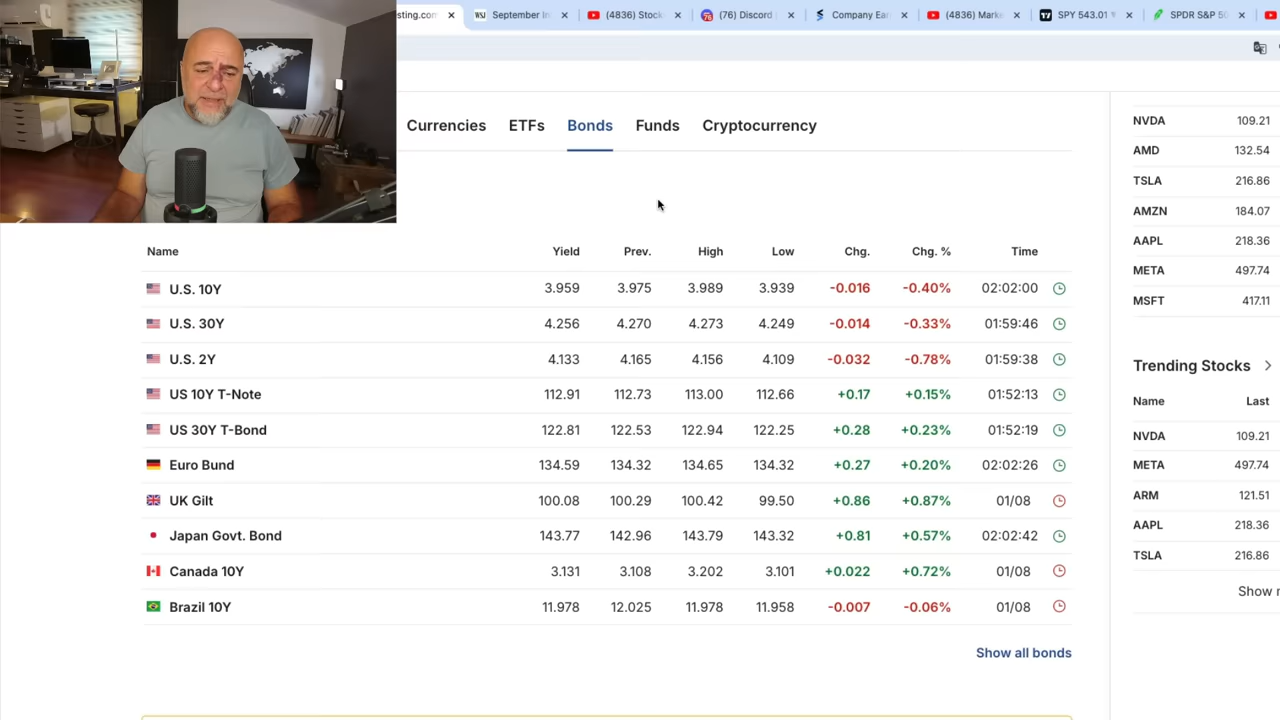 esting.com
September In
(4836) Stock
(76) Discord
Company Ear
(4836) Marke
SPY 543.01
SPDR S&P 50
Currencies ETFs Bonds Funds Cryptocurrency
Name Yield Prev. High Low Chg. Chg. % Time
U.S. 10Y 3.959 3.975 3.989 3.939 -0.016 -0.40% 02:02:00
U.S. 30Y 4.256 4.270 4.273 4.249 -0.014 -0.33% 01:59:46
U.S. 2Y 4.133 4.165 4.156 4.109 -0.032 -0.78% 01:59:38
US 10Y T-Note 112.91 112.73 113.00 112.66 +0.17 +0.15% 01:52:13
US 30Y T-Bond 122.81 122.53 122.94 122.25 +0.28 +0.23% 01:52:19
Euro Bund 134.59 134.32 134.65 134.32 +0.27 +0.20% 02:02:26
UK Gilt 100.08 100.29 100.42 99.50 +0.86 +0.87% 01/08
Japan Govt. Bond 143.77 142.96 143.79 143.32 +0.81 +0.57% 02:02:42
Canada 10Y 3.131 3.108 3.202 3.101 +0.022 +0.72% 01/08
Brazil 10Y 11.978 12.025 11.978 11.958 -0.007 -0.06% 01/08
Show all bonds
NVDA 109.21
AMD 132.54
TSLA 216.86
AMZN 184.07
AAPL 218.36
META 497.74
MSFT 417.11
Trending Stocks
Name Last
NVDA 109.21
META 497.74
ARM 121.51
AAPL 218.36
TSLA 216.86
Show